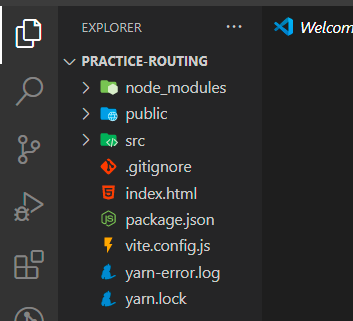 EXPLORER
Welcom
PRACTICE-ROUTING
node_modules
public
src
.gitignore
index.html
package.json
vite.config.js
yarn-error.log
yarn.lock